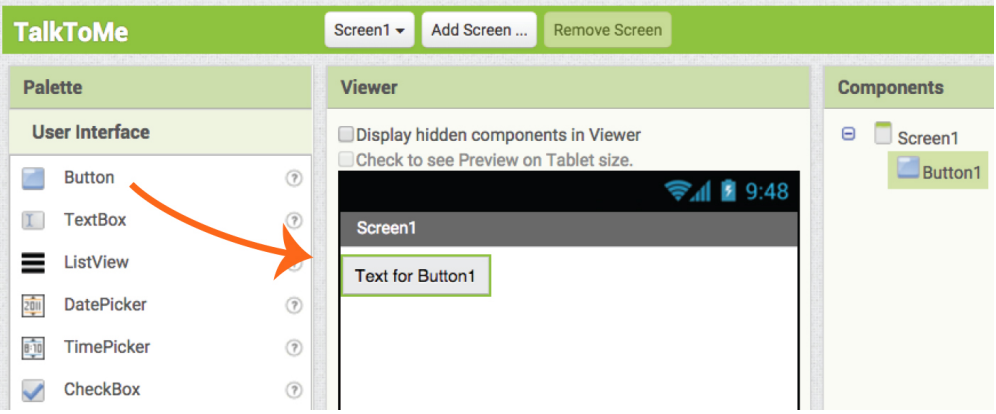 TalkToMe
Screen1
Add Screen ...
Remove Screen
Palette
User Interface
Button
?
TextBox
?
ListView
?
DatePicker
?
TimePicker
?
CheckBox
?
Viewer
Display hidden components in Viewer
Check to see Preview on Tablet size.
9:48
Screen1
Text for Button1
Components
Screen1
Button1